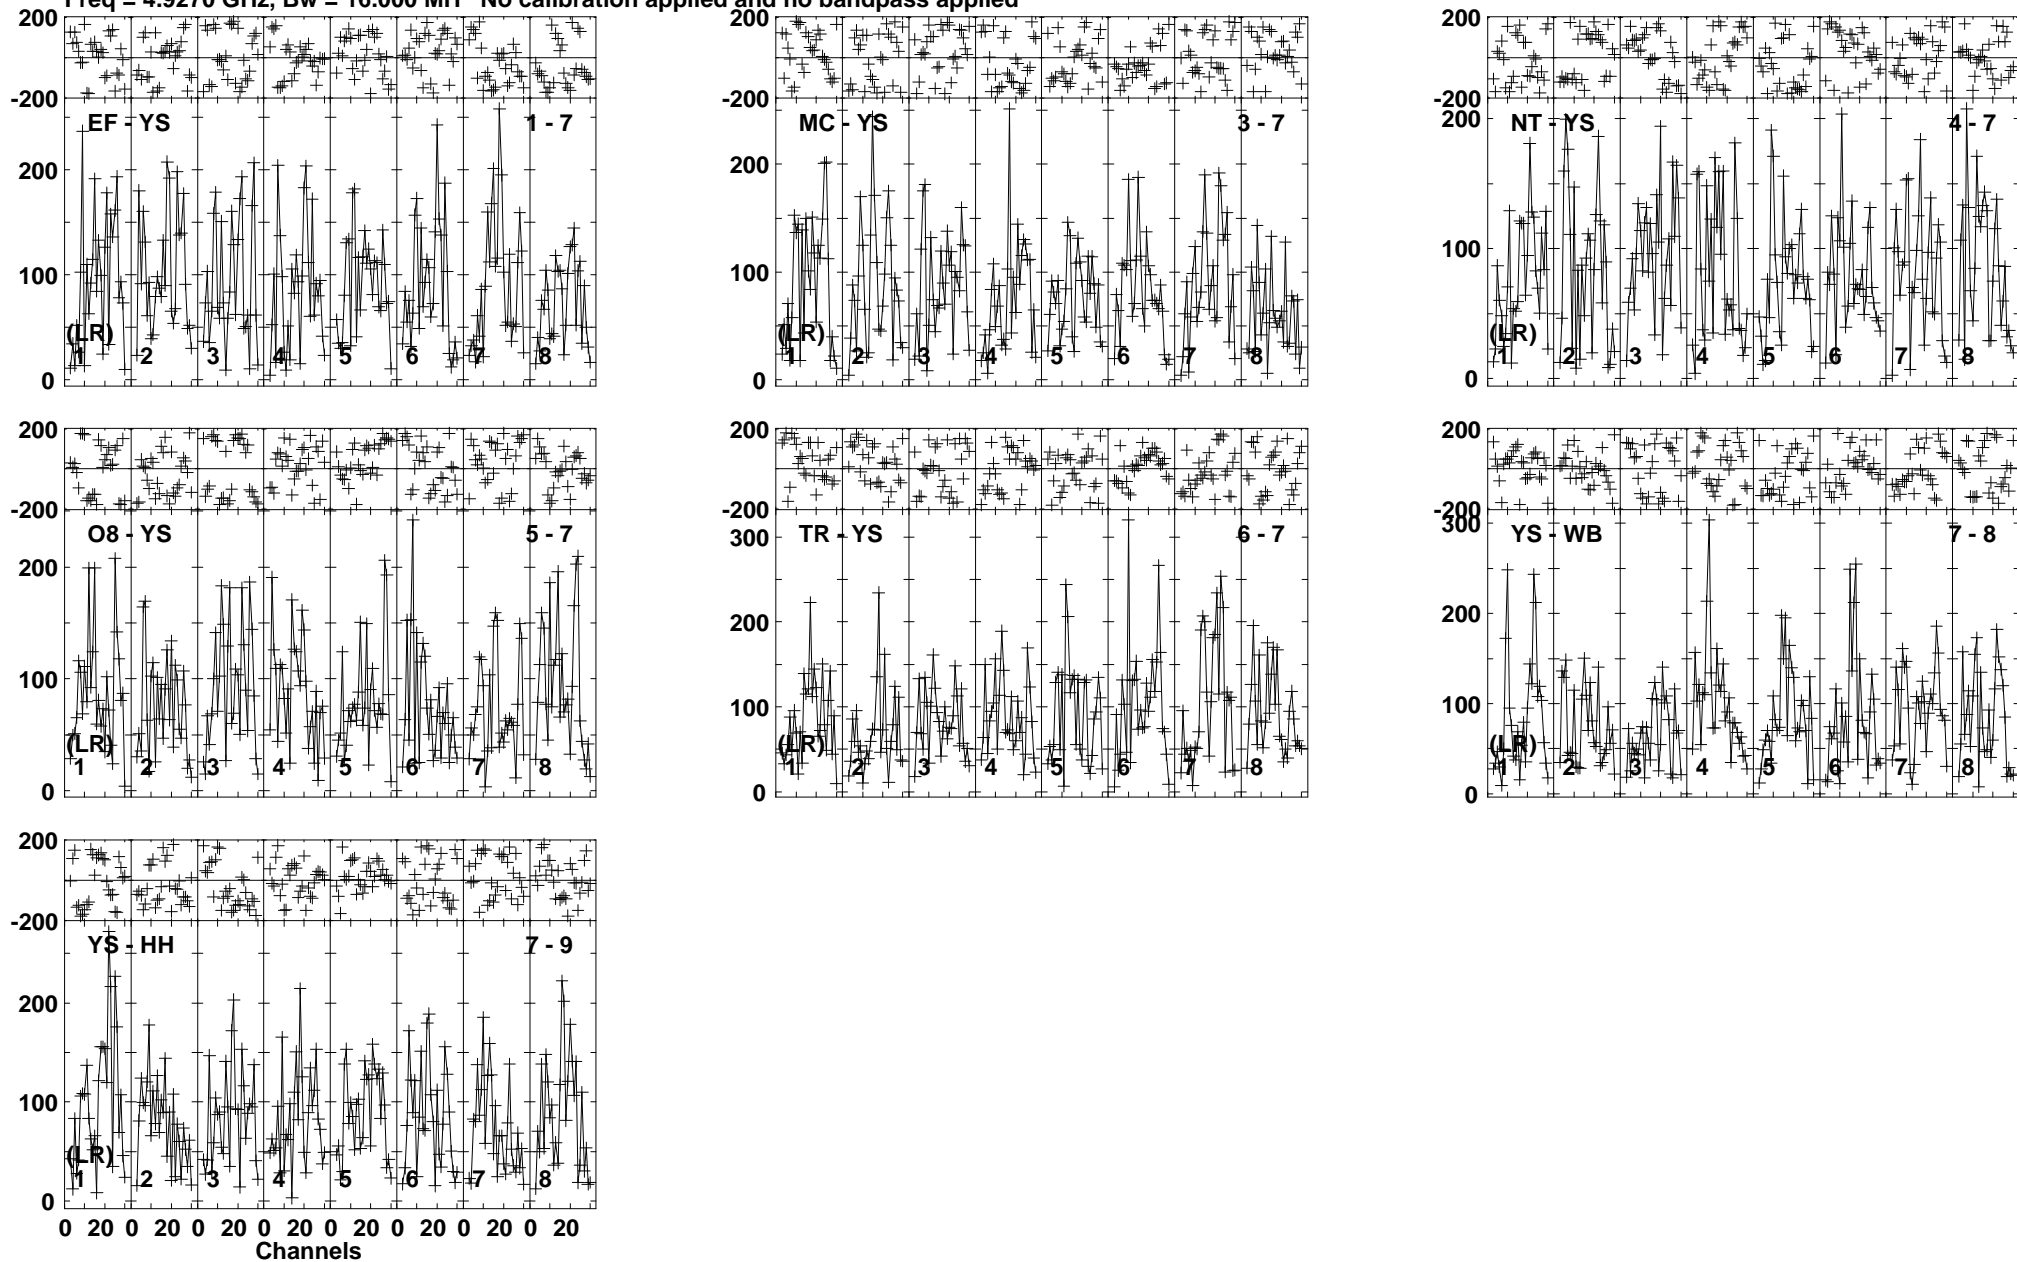 Freq = 4.9270 GHz, Bw = 16.000 MH No calibration applied and no bandpass applied
200
-200
EF - YS 1 - 7
200
100
0
(LR)
1 2 3 4 5 6 7 8
200
-200
MC - YS 3 - 7
200
100
0
(LR)
1 2 3 4 5 6 7 8
200
-200
NT - YS 4 - 7
200
100
0
(LR)
1 2 3 4 5 6 7 8
200
-200
O8 - YS 5 - 7
200
100
0
(LR)
1 2 3 4 5 6 7 8
200
-200
TR - YS 6 - 7
300
200
100
0
(LR)
1 2 3 4 5 6 7 8
200
-200
YS - WB 7 - 8
300
200
100
0
(LR)
1 2 3 4 5 6 7 8
200
-200
YS - HH 7 - 9
200
100
0
(LR)
1 2 3 4 5 6 7 8
0 20 0 20 0 20 0 20 0 20 0 20 0 20 0 20
Channels